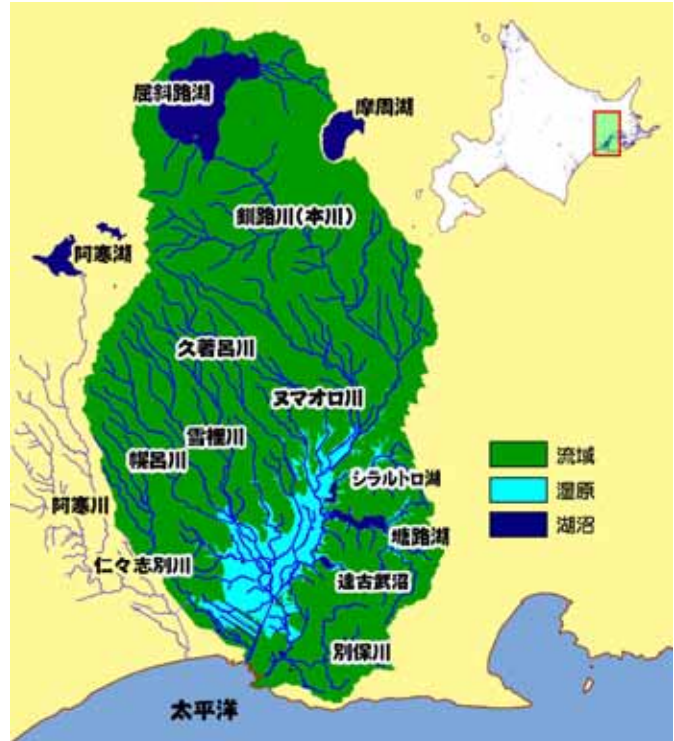 屈斜路湖
摩周湖
釧路川(本川)
阿寒湖
久著呂川
ヌマオロ川
雪裡川
幌呂川
シラルトロ湖
流域
湿原
湖沼
阿寒川
塘路湖
仁々志別川
達古武沼
別保川
太平洋